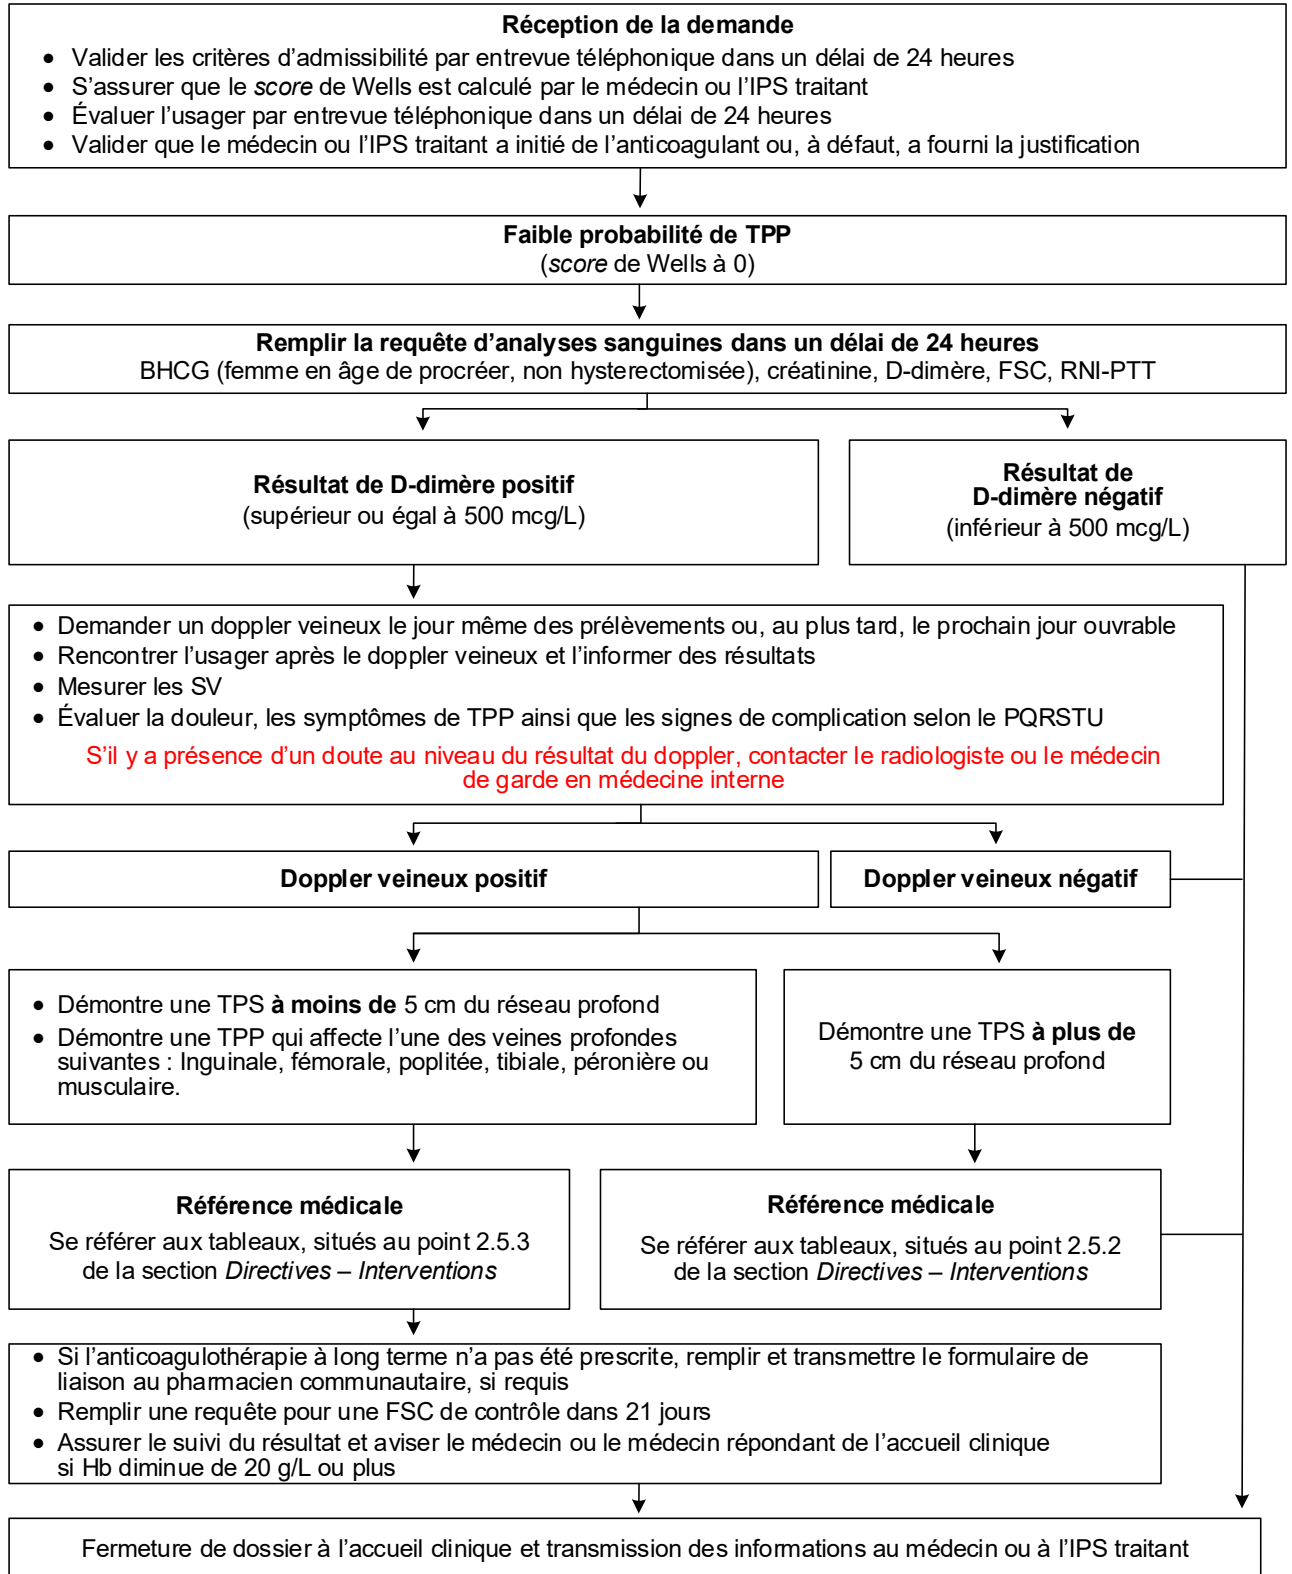 Réception de la demande
• Valider les critères d’admissibilité par entrevue téléphonique dans un délai de 24 heures
• S’assurer que le score de Wells est calculé par le médecin ou l’IPS traitant
• Évaluer l’usager par entrevue téléphonique dans un délai de 24 heures
• Valider que le médecin ou l’IPS traitant a initié de l’anticoagulant ou, à défaut, a fourni la justification
Faible probabilité de TPP
(score de Wells à 0)
Remplir la requête d’analyses sanguines dans un délai de 24 heures
BHCG (femme en âge de procréer, non hysterectomisée), créatinine, D-dimère, FSC, RNI-PTT
Résultat de D-dimère positif
(supérieur ou égal à 500 mcg/L)
Résultat de
D-dimère négatif
(inférieur à 500 mcg/L)
• Demander un doppler veineux le jour même des prélèvements ou, au plus tard, le prochain jour ouvrable
• Rencontrer l’usager après le doppler veineux et l’informer des résultats
• Mesurer les SV
• Évaluer la douleur, les symptômes de TPP ainsi que les signes de complication selon le PQRSTU
S’il y a présence d’un doute au niveau du résultat du doppler, contacter le radiologiste ou le médecin
de garde en médecine interne
Doppler veineux positif
Doppler veineux négatif
• Démontre une TPS à moins de 5 cm du réseau profond
• Démontre une TPP qui affecte l’une des veines profondes
suivantes : Inguinale, fémorale, poplitée, tibiale, péronière ou
musculaire.
Démontre une TPS à plus de
5 cm du réseau profond
Référence médicale
Se référer aux tableaux, situés au point 2.5.3
de la section Directives – Interventions
Référence médicale
Se référer aux tableaux, situés au point 2.5.2
de la section Directives – Interventions
• Si l’anticoagulothérapie à long terme n’a pas été prescrite, remplir et transmettre le formulaire de
liaison au pharmacien communautaire, si requis
• Remplir une requête pour une FSC de contrôle dans 21 jours
• Assurer le suivi du résultat et aviser le médecin ou le médecin répondant de l’accueil clinique
si Hb diminue de 20 g/L ou plus
Fermeture de dossier à l’accueil clinique et transmission des informations au médecin ou à l’IPS traitant